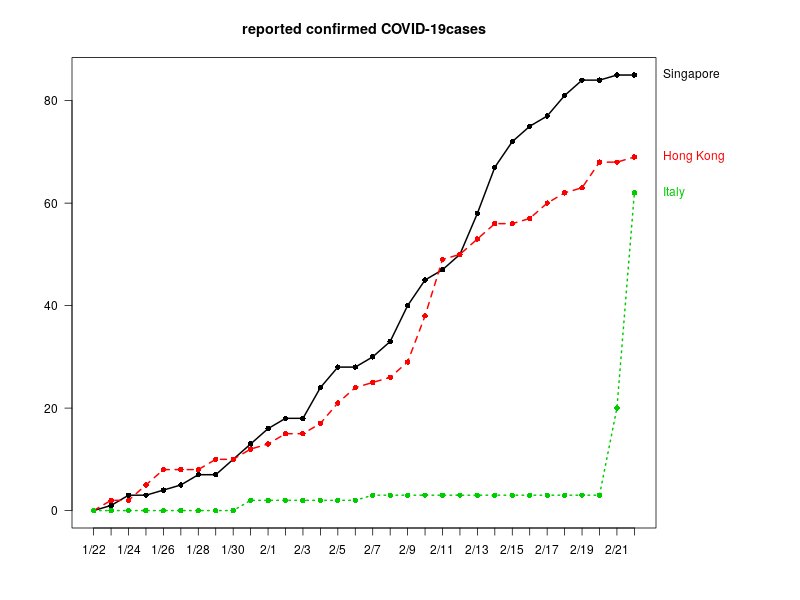 reported confirmed COVID-19cases
80
60
40
20
0
Singapore
Hong Kong
Italy
1/22 1/24 1/26 1/28 1/30 2/1 2/3 2/5 2/7 2/9 2/11 2/13 2/15 2/17 2/19 2/21